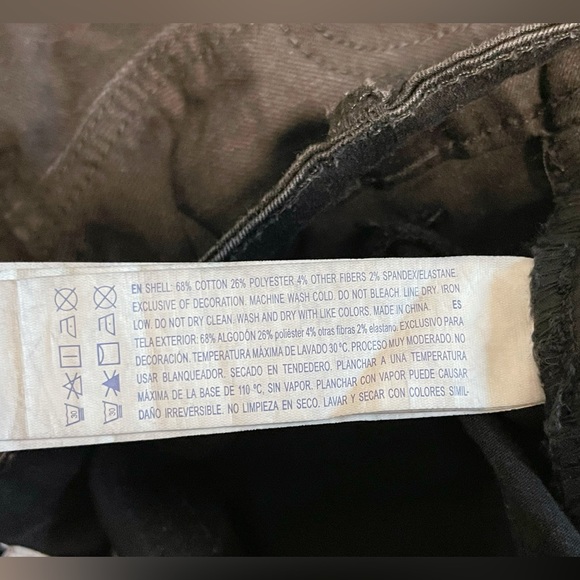 EN SHELL: 68% COTTON 26% POLYESTER 4% OTHER FIBERS 2% SPANDEX/ELASTANE.
EXCLUSIVE OF DECORATION. MACHINE WASH COLD. DO NOT BLEACH. LINE DRY. IRON
LOW. DO NOT DRY CLEAN. WASH AND DRY WITH LIKE COLORS. MADE IN CHINA. ES
TELA EXTERIOR: 68% ALGODÓN 26% poliéster 4% otras fibras 2% elastano. EXCLUSIVO PARA
DECORACIÓN. TEMPERATURA MÁXIMA DE LAVADO 30 ºC. PROCESO MUY MODERADO. NO
USAR BLANQUEADOR. SECADO EN TENDEDERO. PLANCHAR A UNA TEMPERATURA
MÁXIMA DE LA BASE DE 110 ºC, SIN VAPOR. PLANCHAR CON VAPOR PUEDE CAUSAR
DAÑO IRREVERSIBLE. NO LIMPIEZA EN SECO. LAVAR Y SECAR CON COLORES SIMIL-